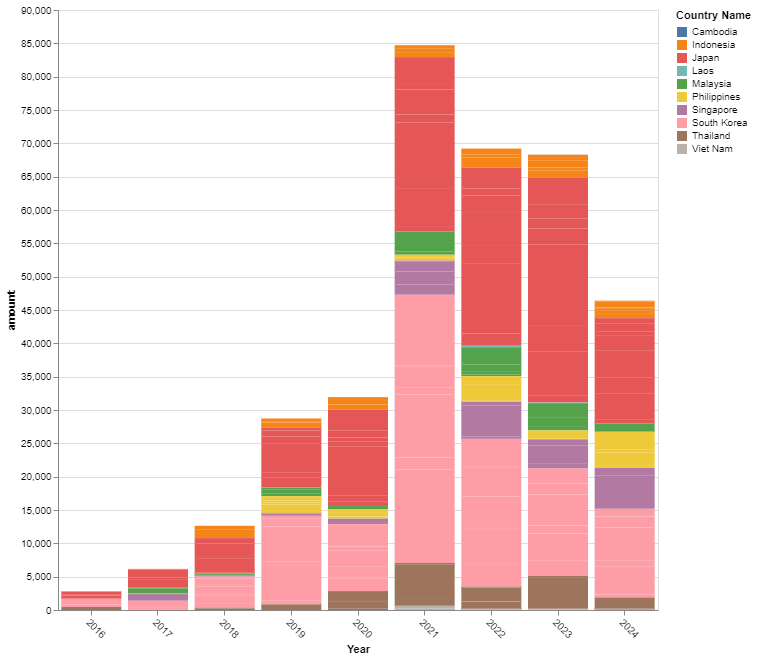 90,000
85,000
80,000
75,000
70,000
65,000
60,000
55,000
50,000
45,000
40,000
35,000
30,000
25,000
20,000
15,000
10,000
5,000
0
amount
2016 2017 2018 2019 2020 2021 2022 2023 2024
Year
Country Name
Cambodia
Indonesia
Japan
Laos
Malaysia
Philippines
Singapore
South Korea
Thailand
Viet Nam